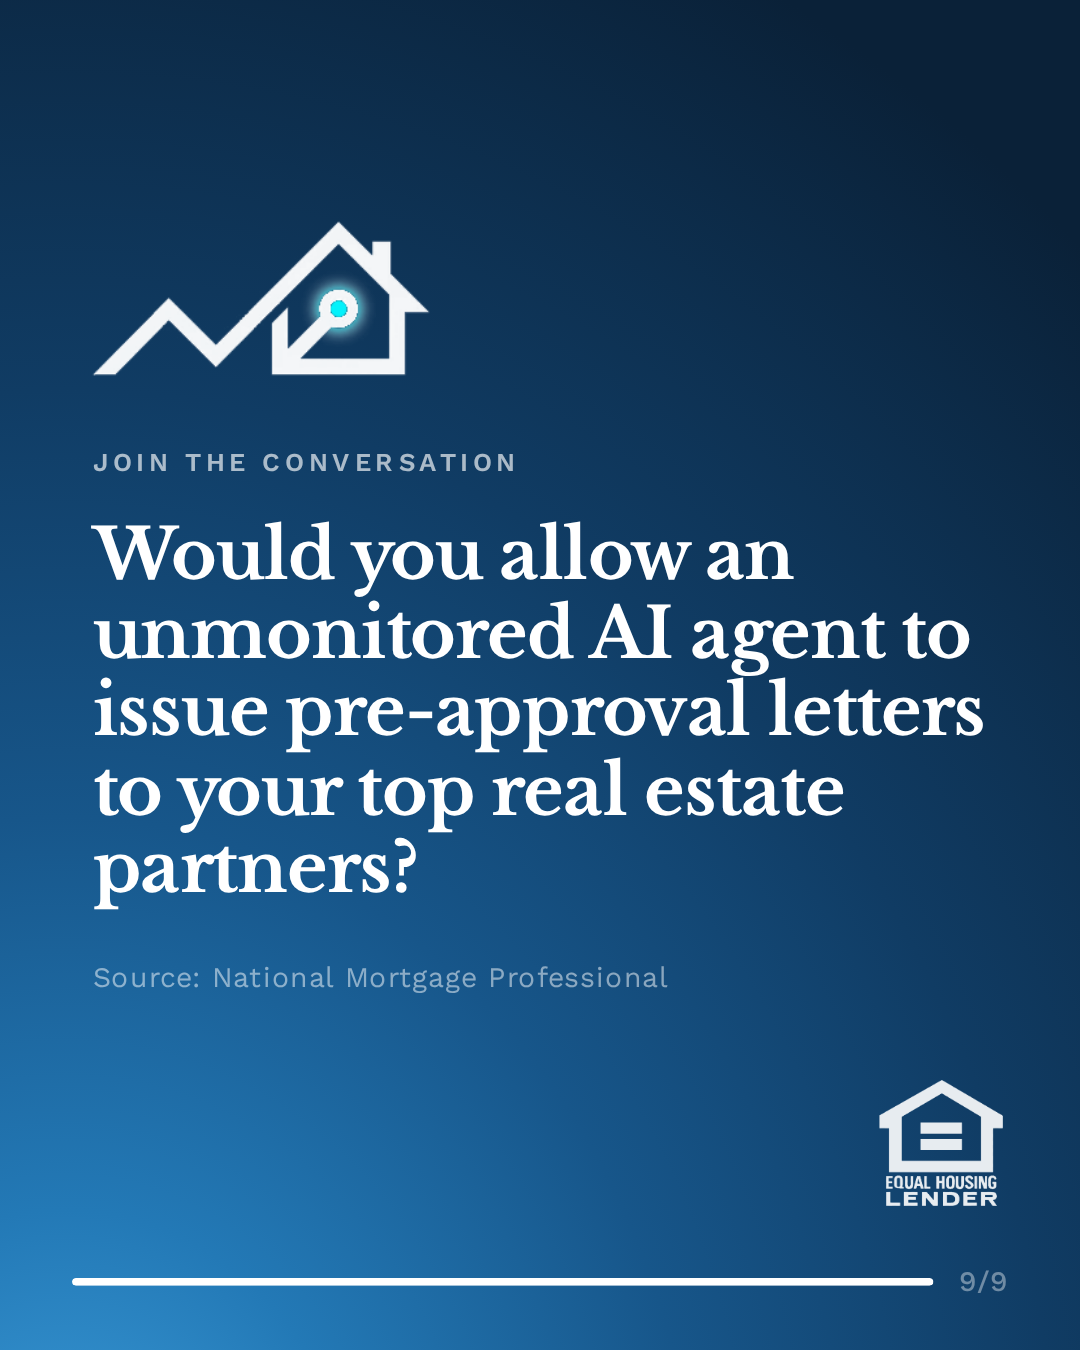 JOIN THE CONVERSATION
Would you allow an
unmonitored AI agent to
issue pre-approval letters
to your top real estate
partners?
Source: National Mortgage Professional
EQUAL HOUSING
LENDER
9/9